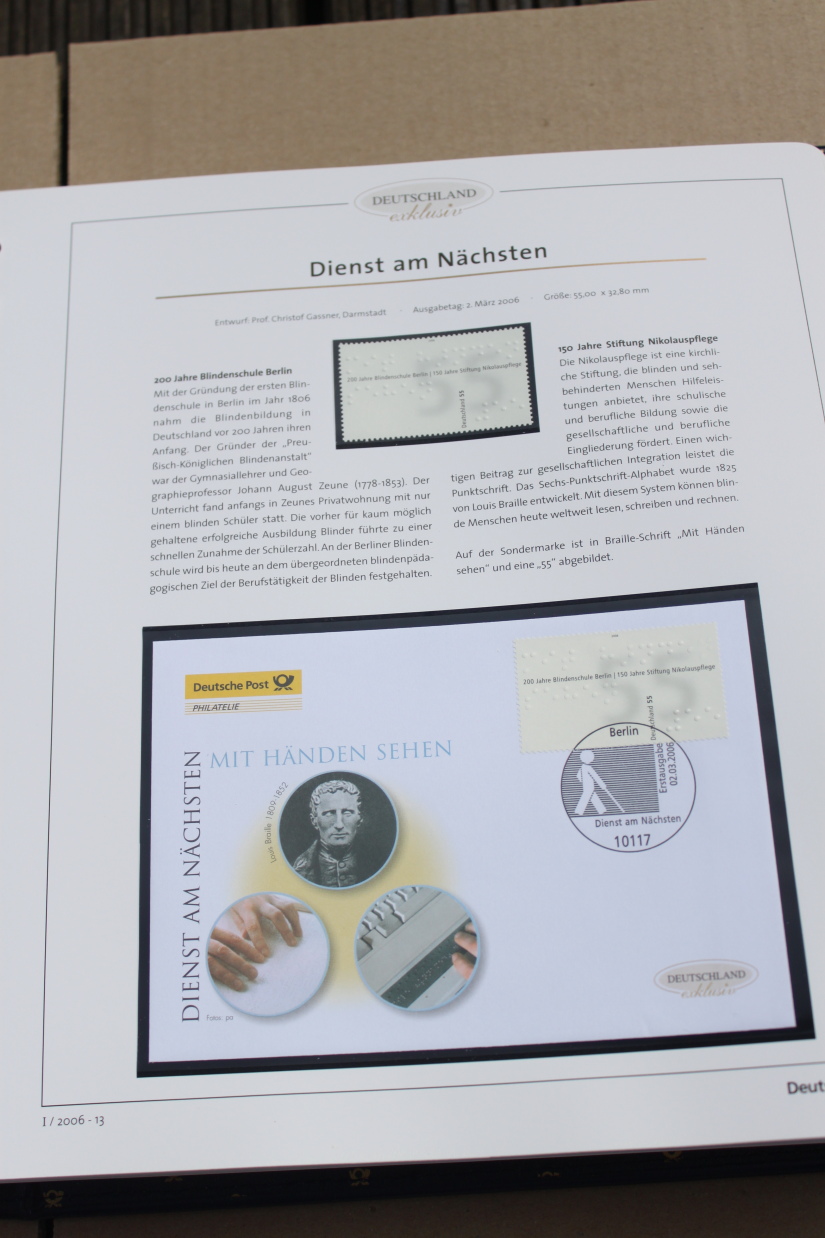 DEUTSCHLAND
exklusiv
Dienst am Nächsten
Entwurf: Prof. Christof Gassner, Darmstadt · Ausgabetag: 2. März 2006 · Größe: 55,00 x 32,80 mm
200 Jahre Blindenschule Berlin
Mit der Gründung der ersten Blin-
denschule in Berlin im Jahr 1806
nahm die Blindenbildung in
Deutschland vor 200 Jahren ihren
Anfang. Der Gründer der „Preu-
ßisch-Königlichen Blindenanstalt"
war der Gymnasiallehrer und Geo-
graphieprofessor Johann August Zeune (1778-1853). Der
Unterricht fand anfangs in Zeunes Privatwohnung mit nur
einem blinden Schüler statt. Die vorher für kaum möglich
gehaltene erfolgreiche Ausbildung Blinder führte zu einer
schnellen Zunahme der Schülerzahl. An der Berliner Blinden-
schule wird bis heute an dem übergeordneten blindenpäda-
gogischen Ziel der Berufstätigkeit der Blinden festgehalten.
200 Jahre Blindenschule Berlin | 150 Jahre Stiftung Nikolauspflege
55
Deutschland 55
150 Jahre Stiftung Nikolauspflege
Die Nikolauspflege ist eine kirchli-
che Stiftung, die blinden und seh-
behinderten Menschen Hilfeleis-
tungen anbietet, ihre schulische
und berufliche Bildung sowie die
gesellschaftliche und berufliche
Eingliederung fördert. Einen wich-
tigen Beitrag zur gesellschaftlichen Integration leistet die
Punktschrift. Das Sechs-Punktschrift-Alphabet wurde 1825
von Louis Braille entwickelt. Mit diesem System können blin-
de Menschen heute weltweit lesen, schreiben und rechnen.
Auf der Sondermarke ist in Braille-Schrift „Mit Händen
sehen" und eine „55" abgebildet.
Deutsche Post
PHILATELIE
MIT HÄNDEN SEHEN
DIENST AM NÄCHSTEN
Louis Braille 1809-1852
Fotos: pa
200 Jahre Blindenschule Berlin | 150 Jahre Stiftung Nikolauspflege
55
Deutschland 55
Berlin
Erstausgabe
02.03.2006
Dienst am Nächsten
10117
DEUTSCHLAND
exklusiv
I / 2006 - 13
Deut